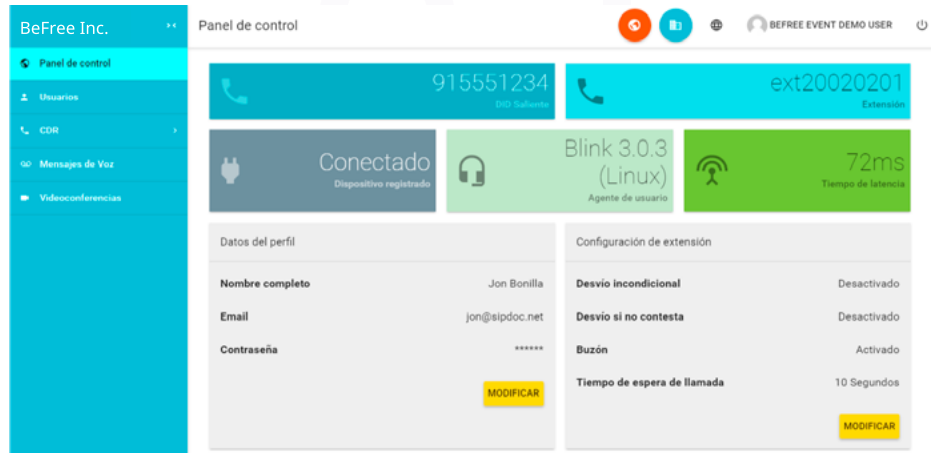 BeFree Inc.
Panel de control
BEFREE EVENT DEMO USER
Panel de control
Usuarios
CDR
Mensajes de Voz
Videoconferencias
915551234
DID Saliente
ext20020201
Extensión
Conectado
Dispositivo registrado
Blink 3.0.3
(Linux)
Agente de usuario
72ms
Tiempo de latencia
Datos del perfil
Nombre completo Jon Bonilla
Email jon@sipdoc.net
Contraseña ******
MODIFICAR
Configuración de extensión
Desvío incondicional Desactivado
Desvío si no contesta Desactivado
Buzón Activado
Tiempo de espera de llamada 10 Segundos
MODIFICAR